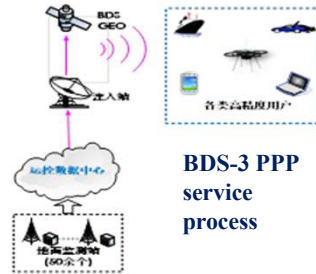 BDS
GEO
注入站
各类高精度用户
运控数据中心
BDS-3 PPP
service
process
地面监测站
(50余个)